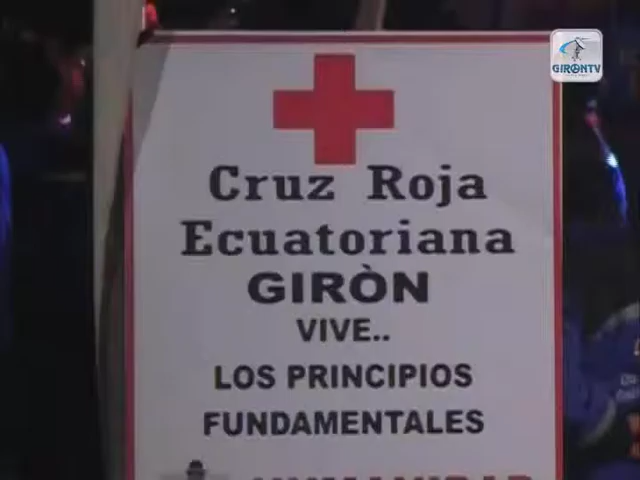 GIRONTV
Cruz Roja
Ecuatoriana
GIRÒN
VIVE..
LOS PRINCIPIOS
FUNDAMENTALES